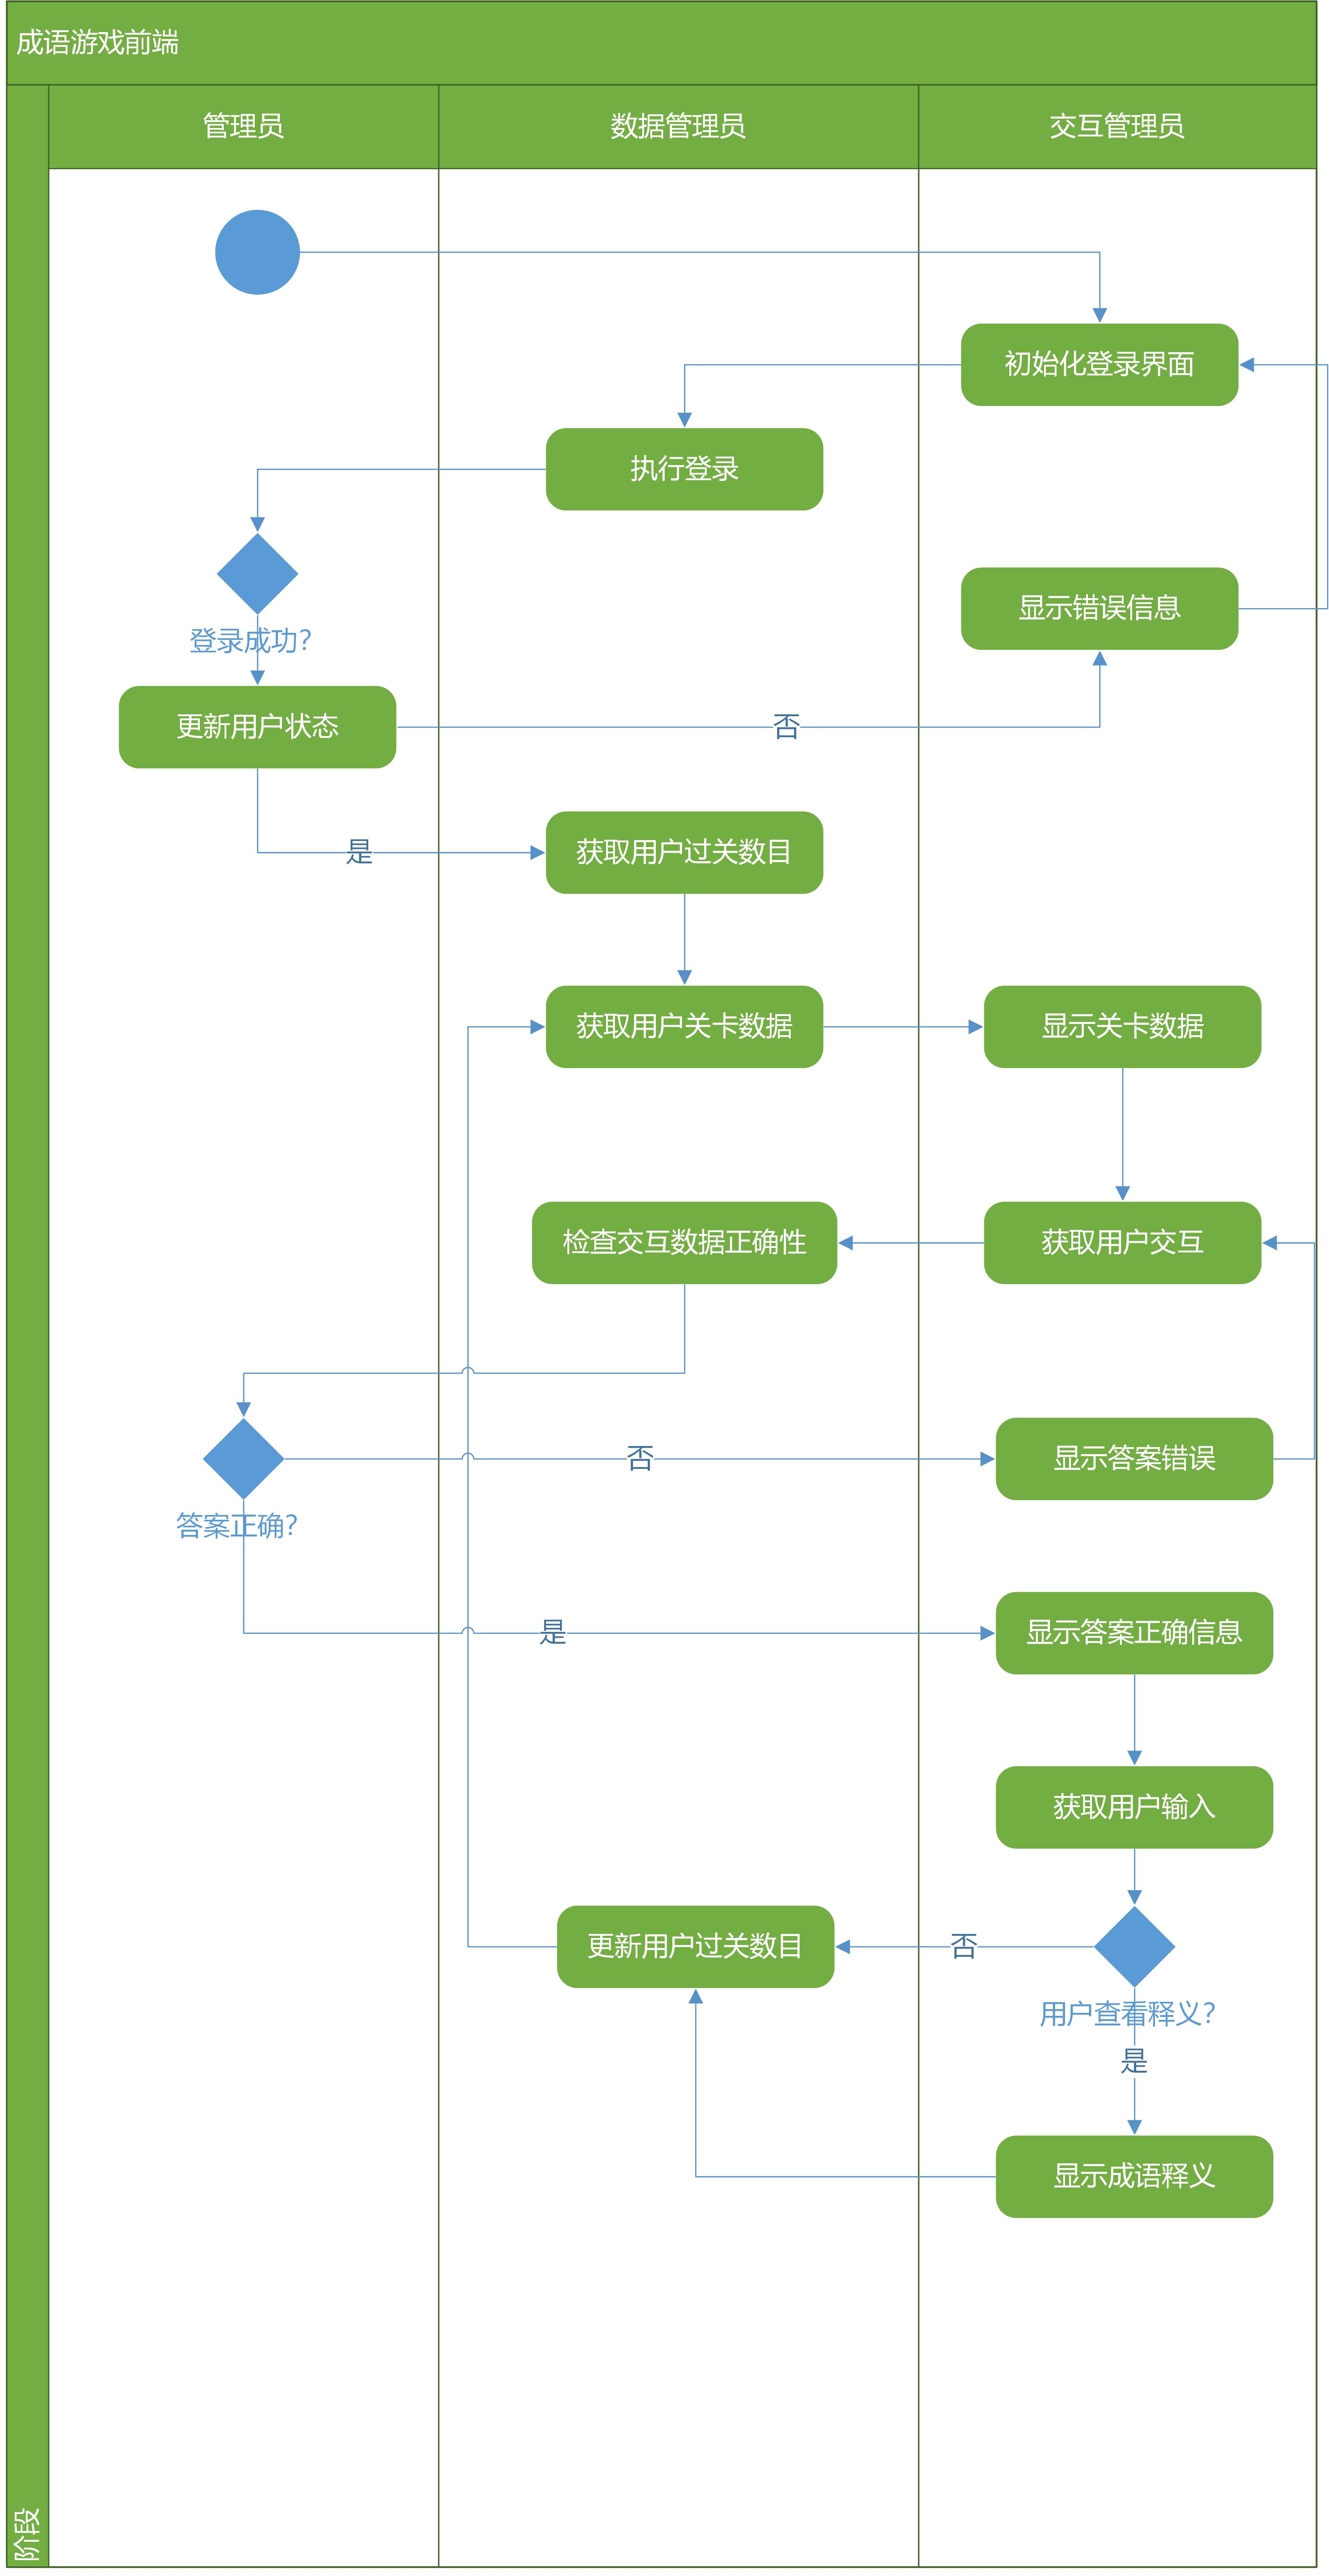 成语游戏前端
管理员
数据管理员
交互管理员
初始化登录界面
执行登录
登录成功?
显示错误信息
更新用户状态
否
是
获取用户过关数目
获取用户关卡数据
显示关卡数据
检查交互数据正确性
获取用户交互
否
显示答案错误
答案正确?
是
显示答案正确信息
获取用户输入
更新用户过关数目
否
用户查看释义?
是
显示成语释义
阶段